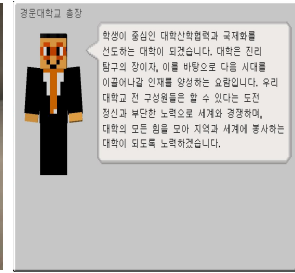 경운대학교 총장
학생이 중심인 대학산학협력과 국제화를
선도하는 대학이 되겠습니다. 대학은 진리
탐구의 장이자, 이를 바탕으로 다음 시대를
이끌어나갈 인재를 양성하는 요람입니다. 우리
대학교 전 구성원들은 할 수 있다는 도전
정신과 부단한 노력으로 세계와 경쟁하며,
대학의 모든 힘을 모아 지역과 세계에 봉사하는
대학이 되도록 노력하겠습니다.